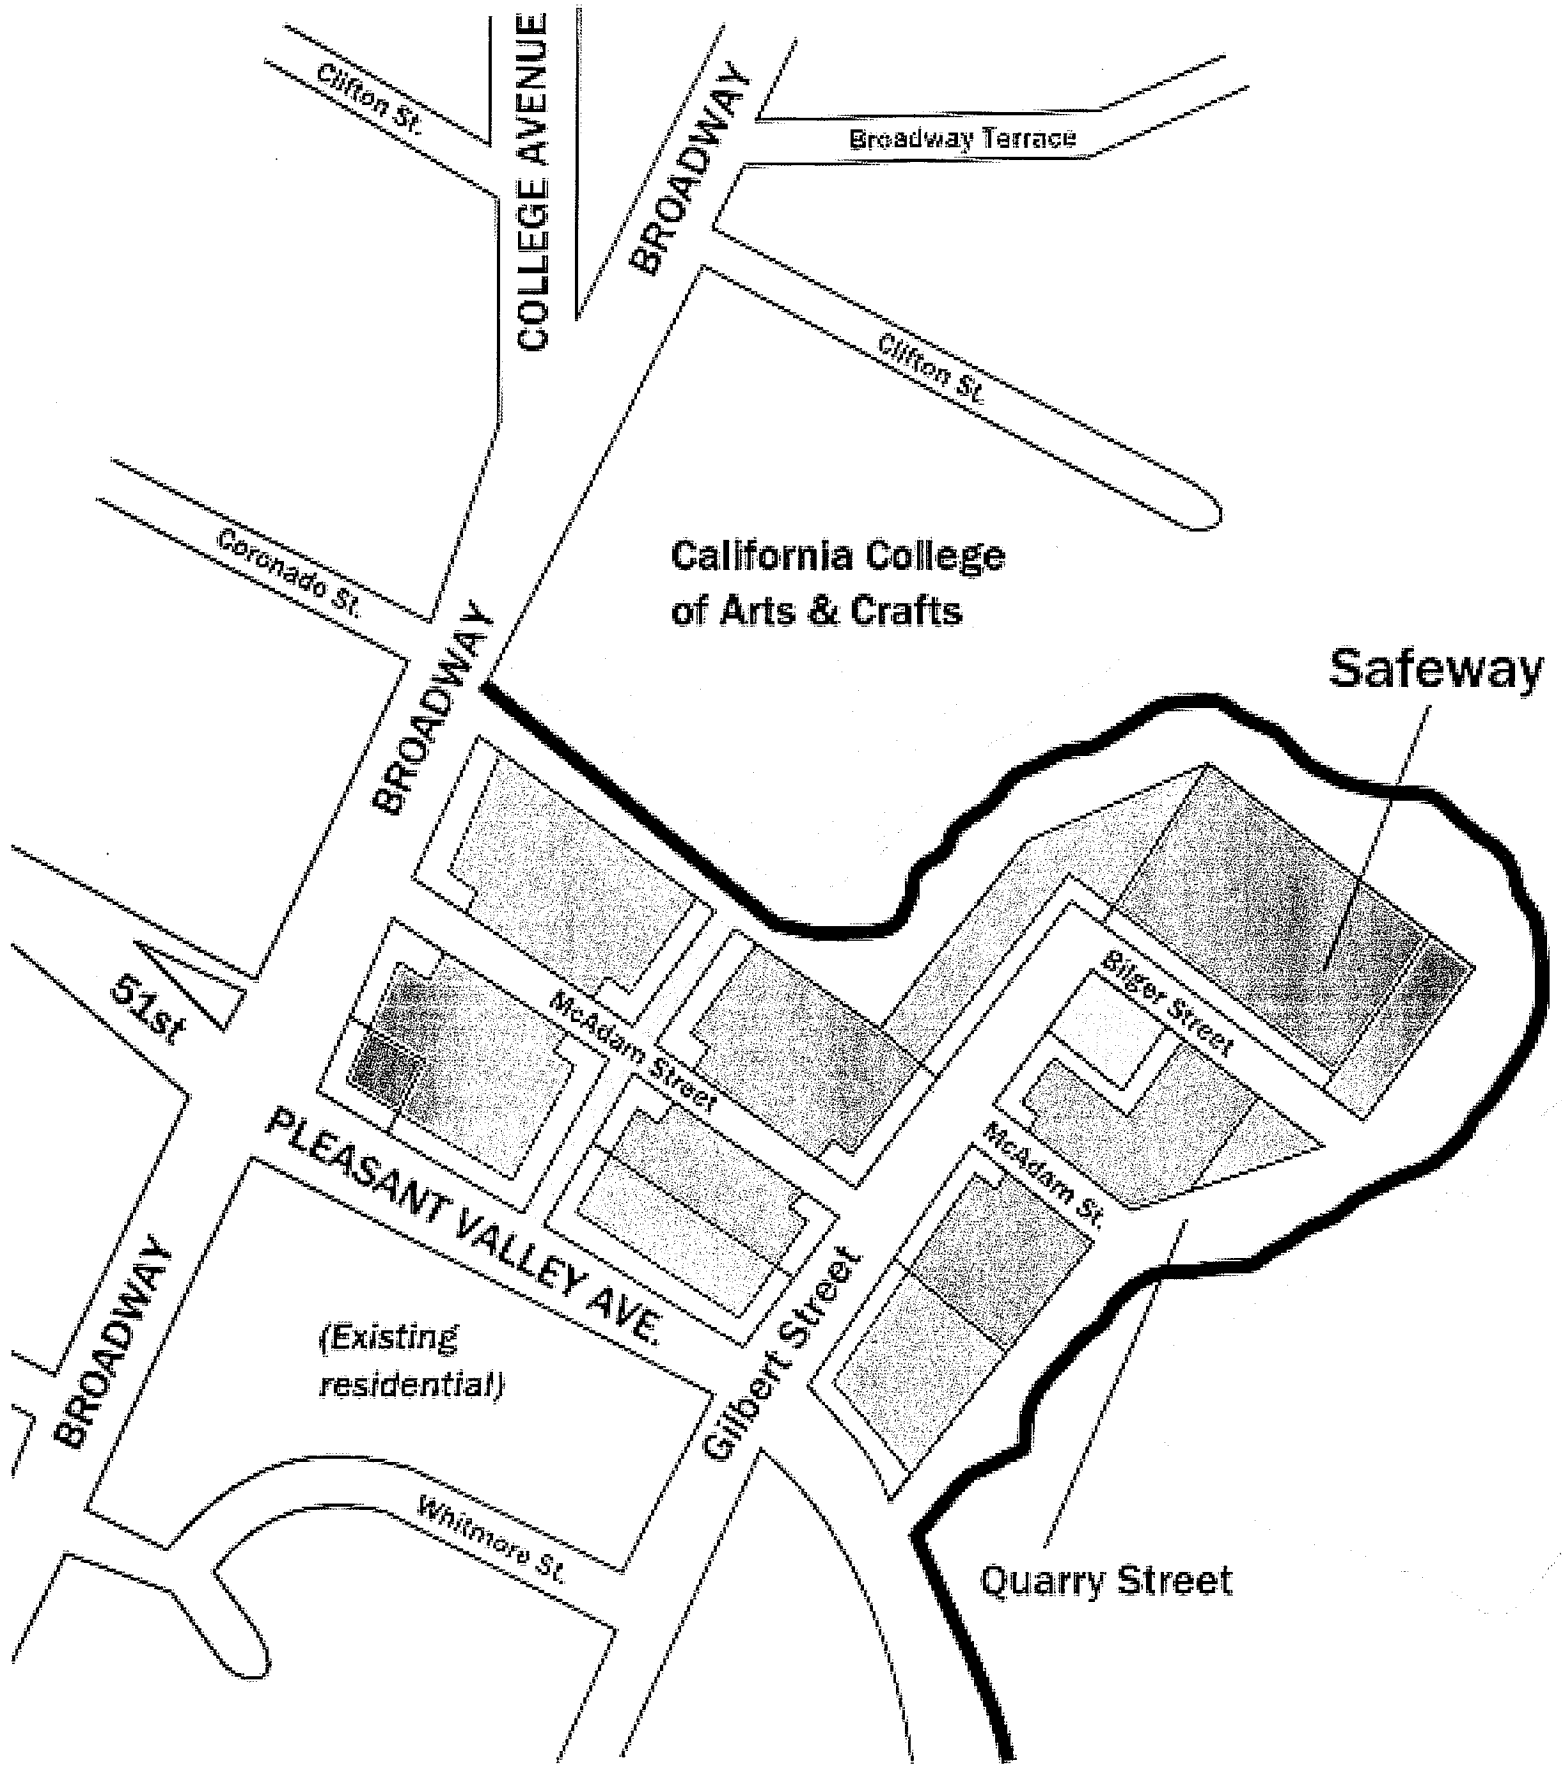 Clifton St.
COLLEGE AVENUE
BROADWAY
Broadway Terrace
Clifton St.
Coronado St.
California College
of Arts & Crafts
Safeway
BROADWAY
51st
McAdam Street
Bilger Street
PLEASANT VALLEY AVE.
McAdam St.
BROADWAY
(Existing
residential)
Gilbert Street
Whitmore St.
Quarry Street